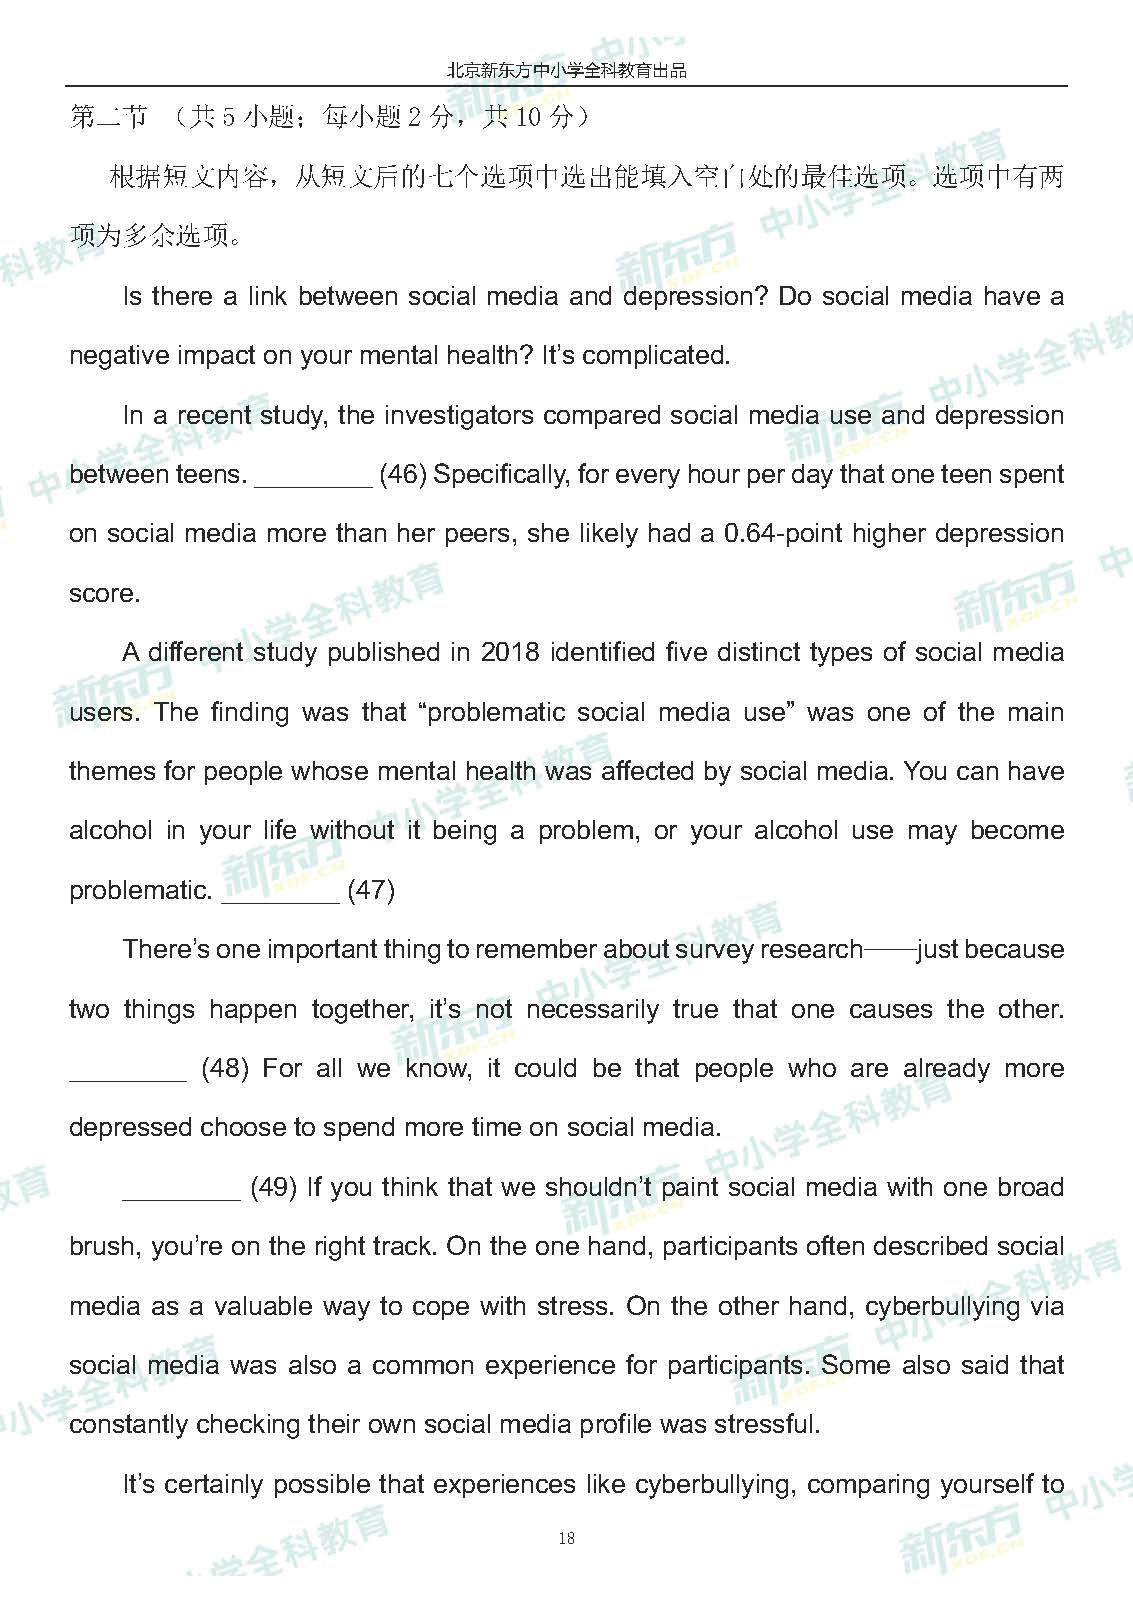 北京新东方中小学全科教育出品
第二节 （共 5 小题；每小题 2 分，共 10 分）
根据短文内容，从短文后的七个选项中选出能填入空白处的最佳选项。选项中有两
项为多余选项。
Is there a link between social media and depression? Do social media have a
negative impact on your mental health? It’s complicated.
In a recent study, the investigators compared social media use and depression
between teens. ________ (46) Specifically, for every hour per day that one teen spent
on social media more than her peers, she likely had a 0.64-point higher depression
score.
A different study published in 2018 identified five distinct types of social media
users. The finding was that “problematic social media use” was one of the main
themes for people whose mental health was affected by social media. You can have
alcohol in your life without it being a problem, or your alcohol use may become
problematic. ________ (47)
There’s one important thing to remember about survey research——just because
two things happen together, it’s not necessarily true that one causes the other.
________ (48) For all we know, it could be that people who are already more
depressed choose to spend more time on social media.
________ (49) If you think that we shouldn’t paint social media with one broad
brush, you’re on the right track. On the one hand, participants often described social
media as a valuable way to cope with stress. On the other hand, cyberbullying via
social media was also a common experience for participants. Some also said that
constantly checking their own social media profile was stressful.
It’s certainly possible that experiences like cyberbullying, comparing yourself to
18
新东方 XDF.CN 中小学全科教育